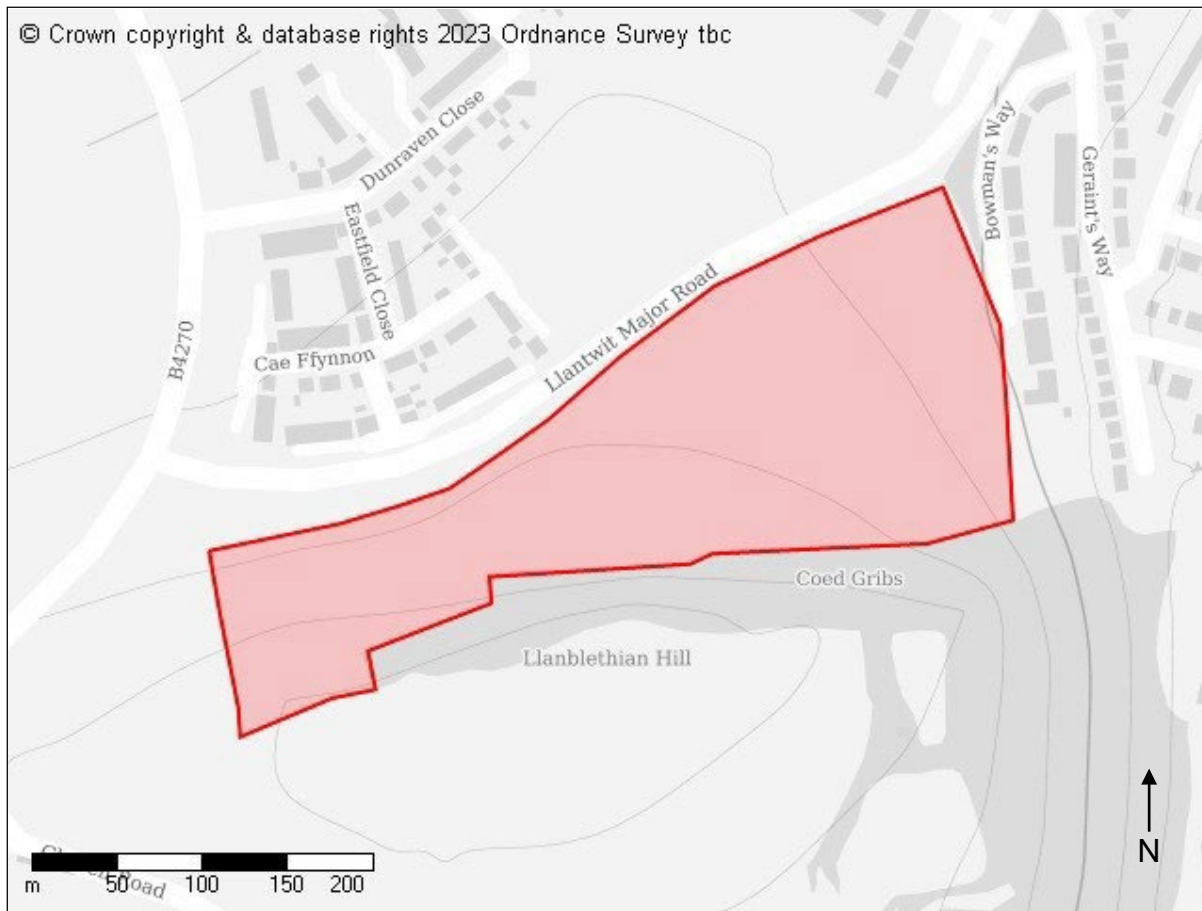 © Crown copyright & database rights 2023 Ordnance Survey tbc
Dunraven Close
Bowman's Way
Geraint's Way
Eastfield Close
B4270
Cae Ffynnon
Llantwit Major Road
Coed Gribs
Llanblethian Hill
Road
m 50 100 150 200
N